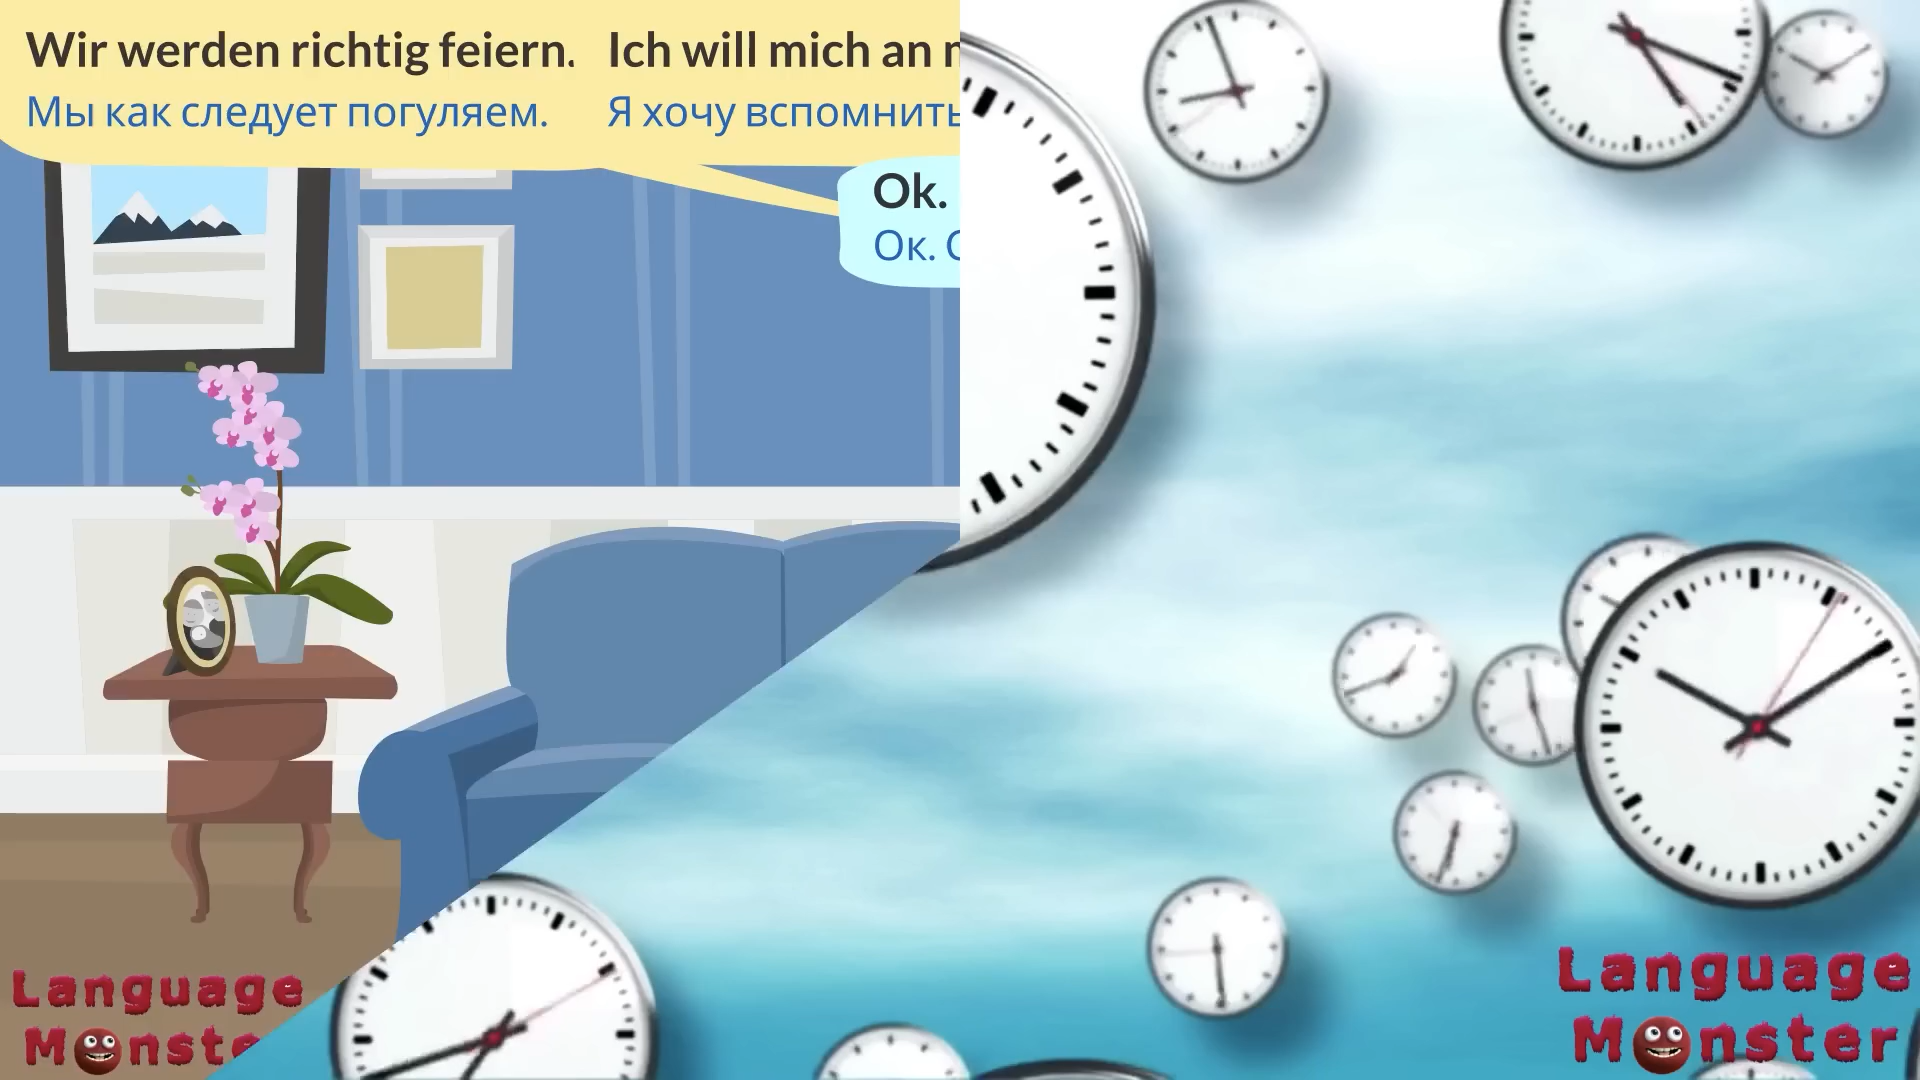 Wir werden richtig feiern. Ich will mich an
Мы как следует погуляем. Я хочу вспомнить
Ok.
Ок.
Language
Monste
Language
Monster